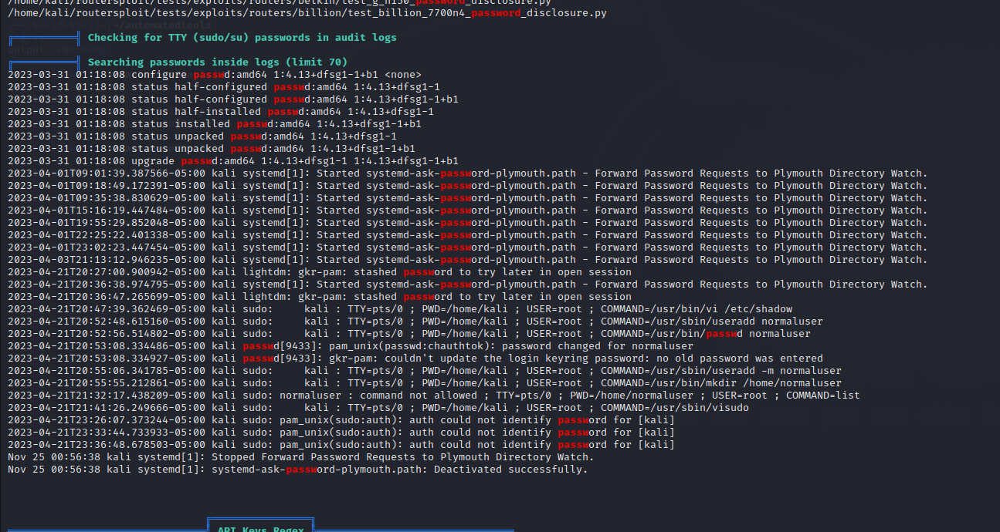 /home/kali/routersploit/tests/exploits/routers/belkin/test_g_n150_password_disclosure.py
/home/kali/routersploit/tests/exploits/routers/billion/test_billion_7700n4_password_disclosure.py
Checking for TTY (sudo/su) passwords in audit logs
Searching passwords inside logs (limit 70)
2023-03-31 01:18:08 configure passwd:amd64 1:4.13+dfsg1-1+b1 <none>
2023-03-31 01:18:08 status half-configured passwd:amd64 1:4.13+dfsg1-1
2023-03-31 01:18:08 status half-configured passwd:amd64 1:4.13+dfsg1-1+b1
2023-03-31 01:18:08 status half-installed passwd:amd64 1:4.13+dfsg1-1
2023-03-31 01:18:08 status installed passwd:amd64 1:4.13+dfsg1-1+b1
2023-03-31 01:18:08 status unpacked passwd:amd64 1:4.13+dfsg1-1
2023-03-31 01:18:08 status unpacked passwd:amd64 1:4.13+dfsg1-1+b1
2023-03-31 01:18:08 upgrade passwd:amd64 1:4.13+dfsg1-1 1:4.13+dfsg1-1+b1
2023-04-01T09:01:39.387566-05:00 kali systemd[1]: Started systemd-ask-password-plymouth.path - Forward Password Requests to Plymouth Directory Watch.
2023-04-01T09:18:49.172391-05:00 kali systemd[1]: Started systemd-ask-password-plymouth.path - Forward Password Requests to Plymouth Directory Watch.
2023-04-01T09:35:38.830629-05:00 kali systemd[1]: Started systemd-ask-password-plymouth.path - Forward Password Requests to Plymouth Directory Watch.
2023-04-01T15:16:19.447484-05:00 kali systemd[1]: Started systemd-ask-password-plymouth.path - Forward Password Requests to Plymouth Directory Watch.
2023-04-01T19:55:29.852048-05:00 kali systemd[1]: Started systemd-ask-password-plymouth.path - Forward Password Requests to Plymouth Directory Watch.
2023-04-01T22:25:22.401338-05:00 kali systemd[1]: Started systemd-ask-password-plymouth.path - Forward Password Requests to Plymouth Directory Watch.
2023-04-01T23:02:23.447454-05:00 kali systemd[1]: Started systemd-ask-password-plymouth.path - Forward Password Requests to Plymouth Directory Watch.
2023-04-03T21:13:12.946235-05:00 kali systemd[1]: Started systemd-ask-password-plymouth.path - Forward Password Requests to Plymouth Directory Watch.
2023-04-21T20:27:00.900942-05:00 kali lightdm: gkr-pam: stashed password to try later in open session
2023-04-21T20:36:38.974795-05:00 kali systemd[1]: Started systemd-ask-password-plymouth.path - Forward Password Requests to Plymouth Directory Watch.
2023-04-21T20:36:47.265699-05:00 kali lightdm: gkr-pam: stashed password to try later in open session
2023-04-21T20:47:39.362469-05:00 kali sudo:     kali : TTY=pts/0 ; PWD=/home/kali ; USER=root ; COMMAND=/usr/bin/vi /etc/shadow
2023-04-21T20:52:48.615160-05:00 kali sudo:     kali : TTY=pts/0 ; PWD=/home/kali ; USER=root ; COMMAND=/usr/sbin/useradd normaluser
2023-04-21T20:52:56.514802-05:00 kali sudo:     kali : TTY=pts/0 ; PWD=/home/kali ; USER=root ; COMMAND=/usr/bin/passwd normaluser
2023-04-21T20:53:08.334486-05:00 kali passwd[9433]: pam_unix(passwd:chauthtok): password changed for normaluser
2023-04-21T20:53:08.334927-05:00 kali passwd[9433]: gkr-pam: couldn't update the login keyring password: no old password was entered
2023-04-21T20:55:06.341785-05:00 kali sudo:     kali : TTY=pts/0 ; PWD=/home/kali ; USER=root ; COMMAND=/usr/sbin/useradd -m normaluser
2023-04-21T20:55:55.212861-05:00 kali sudo:     kali : TTY=pts/0 ; PWD=/home/kali ; USER=root ; COMMAND=/usr/bin/mkdir /home/normaluser
2023-04-21T21:32:17.438209-05:00 kali sudo: normaluser : command not allowed ; TTY=pts/0 ; PWD=/home/normaluser ; USER=root ; COMMAND=list
2023-04-21T21:41:26.249666-05:00 kali sudo:     kali : TTY=pts/0 ; PWD=/home/kali ; USER=root ; COMMAND=/usr/sbin/visudo
2023-04-21T23:26:07.373244-05:00 kali sudo: pam_unix(sudo:auth): auth could not identify password for [kali]
2023-04-21T23:33:44.733933-05:00 kali sudo: pam_unix(sudo:auth): auth could not identify password for [kali]
2023-04-21T23:36:48.678503-05:00 kali sudo: pam_unix(sudo:auth): auth could not identify password for [kali]
Nov 25 00:56:38 kali systemd[1]: Stopped Forward Password Requests to Plymouth Directory Watch.
Nov 25 00:56:38 kali systemd[1]: systemd-ask-password-plymouth.path: Deactivated successfully.
API Keys Regex